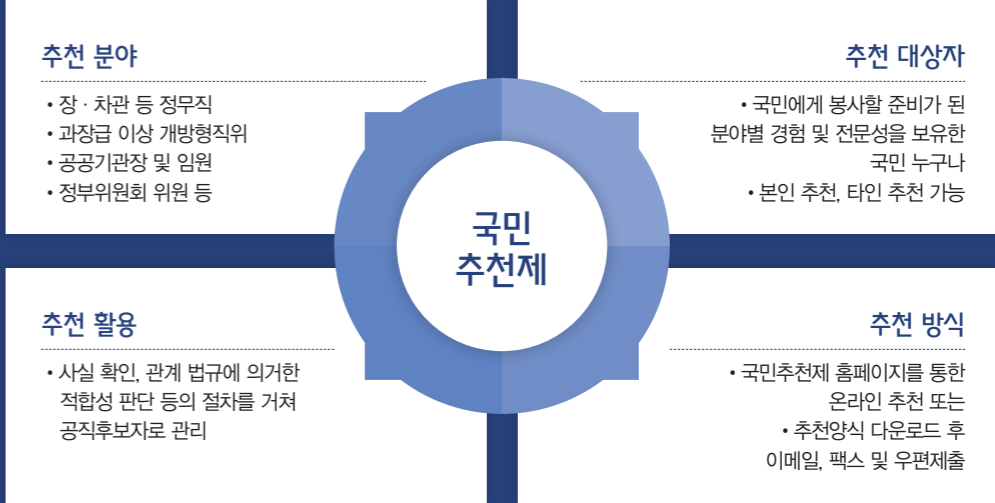 추천 분야
• 장 · 차관 등 정무직
• 과장급 이상 개방형직위
• 공공기관장 및 임원
• 정부위원회 위원 등
추천 대상자
• 국민에게 봉사할 준비가 된
분야별 경험 및 전문성을 보유한
국민 누구나
• 본인 추천, 타인 추천 가능
국민
추천제
추천 활용
• 사실 확인, 관계 법규에 의거한
적합성 판단 등의 절차를 거쳐
공직후보자로 관리
추천 방식
• 국민추천제 홈페이지를 통한
온라인 추천 또는
• 추천양식 다운로드 후
이메일, 팩스 및 우편제출